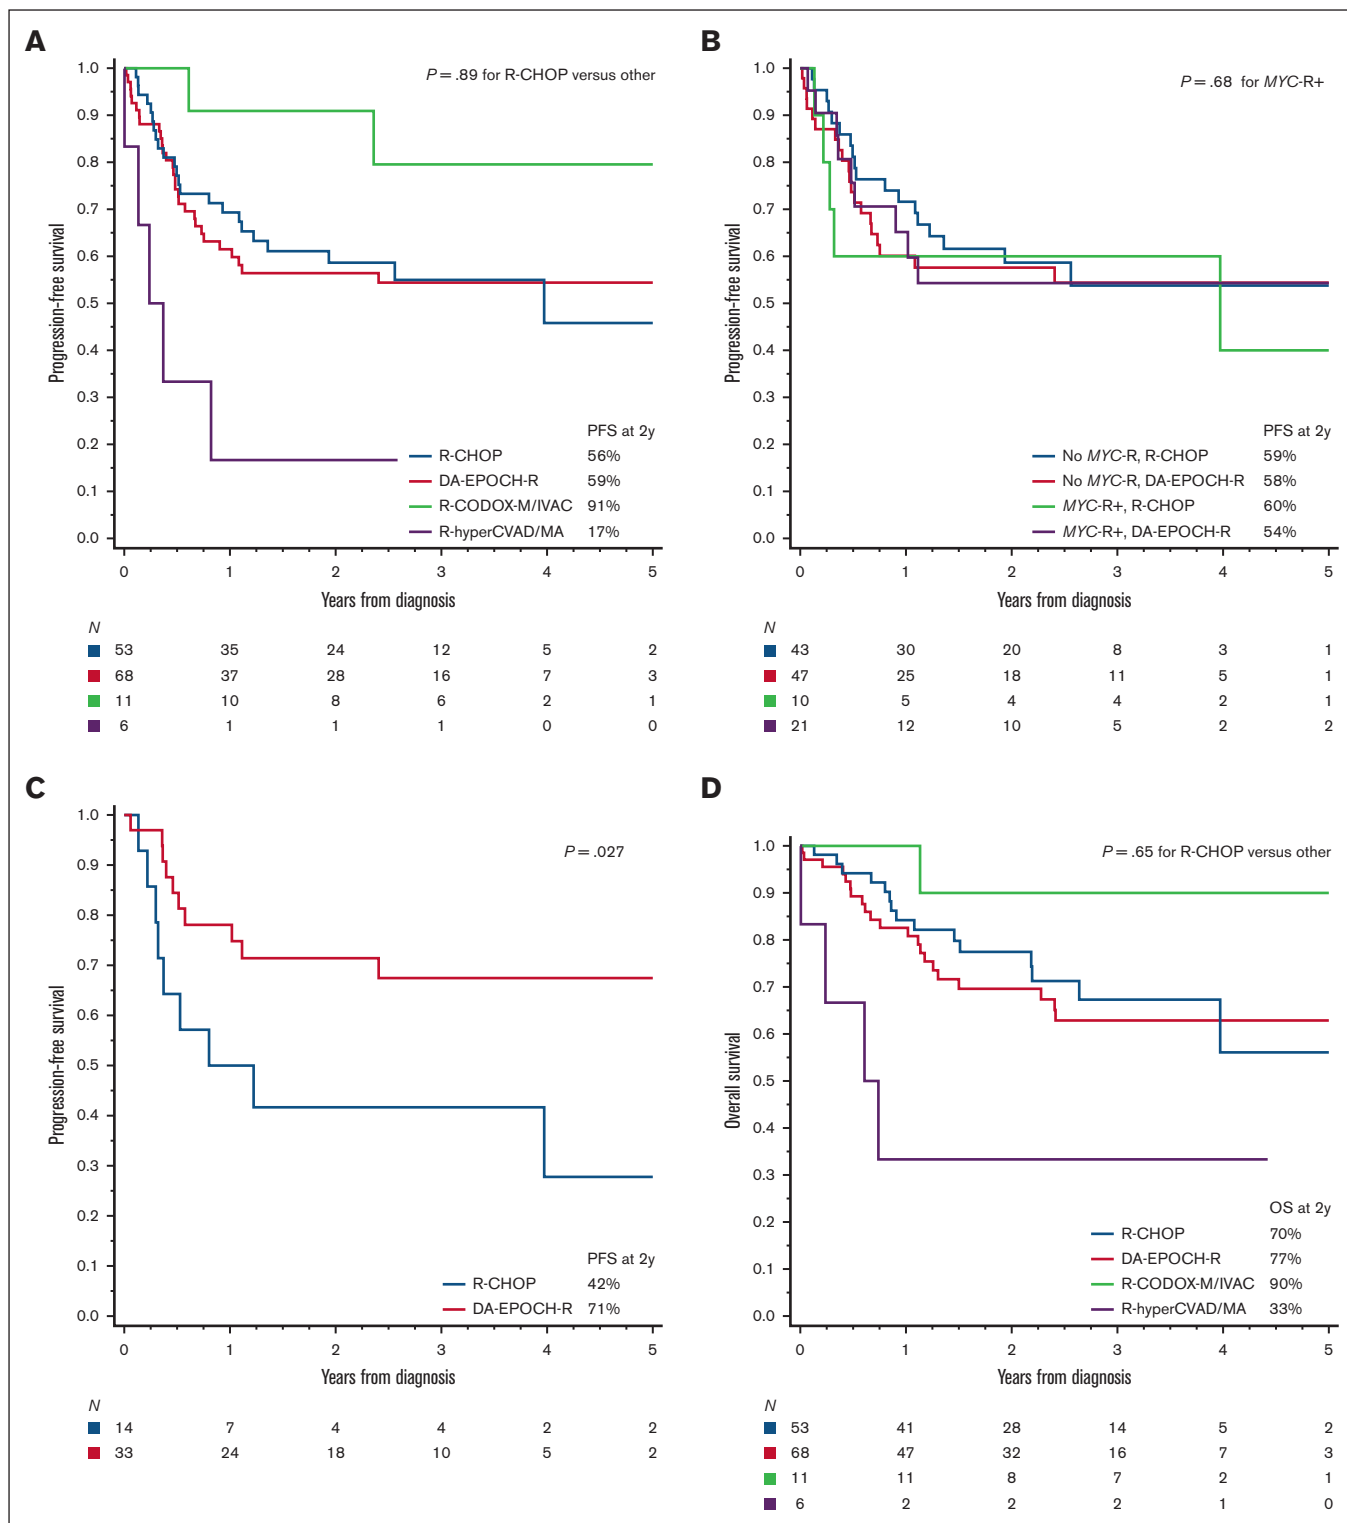 A
P = .89 for R-CHOP versus other
1.0
0.9
0.8
0.7
0.6
0.5
0.4
0.3
0.2
0.1
0.0
Progression-free survival
PFS at 2y
R-CHOP 56%
DA-EPOCH-R 59%
R-CODOX-M/IVAC 91%
R-hyperCVAD/MA 17%
0 1 2 3 4 5
Years from diagnosis
N
53 35 24 12 5 2
68 37 28 16 7 3
11 10 8 6 2 1
6 1 1 1 0 0
B
P = .68 for MYC-R+
1.0
0.9
0.8
0.7
0.6
0.5
0.4
0.3
0.2
0.1
0.0
Progression-free survival
PFS at 2y
No MYC-R, R-CHOP 59%
No MYC-R, DA-EPOCH-R 58%
MYC-R+, R-CHOP 60%
MYC-R+, DA-EPOCH-R 54%
0 1 2 3 4 5
Years from diagnosis
N
43 30 20 8 3 1
47 25 18 11 5 1
10 5 4 4 2 1
21 12 10 5 2 2
C
P = .027
1.0
0.9
0.8
0.7
0.6
0.5
0.4
0.3
0.2
0.1
0.0
Progression-free survival
PFS at 2y
R-CHOP 42%
DA-EPOCH-R 71%
0 1 2 3 4 5
Years from diagnosis
N
14 7 4 4 2 2
33 24 18 10 5 2
D
P = .65 for R-CHOP versus other
1.0
0.9
0.8
0.7
0.6
0.5
0.4
0.3
0.2
0.1
0.0
Overall survival
OS at 2y
R-CHOP 70%
DA-EPOCH-R 77%
R-CODOX-M/IVAC 90%
R-hyperCVAD/MA 33%
0 1 2 3 4 5
Years from diagnosis
N
53 41 28 14 5 2
68 47 32 16 7 3
11 11 8 7 2 1
6 2 2 2 1 0